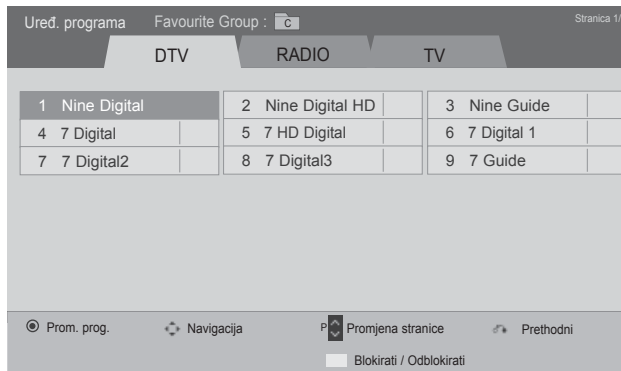 Uređ. programa Favourite Group : C Stranica 1/
DTV RADIO TV
1 Nine Digital 2 Nine Digital HD 3 Nine Guide
4 7 Digital 5 7 HD Digital 6 7 Digital 1
7 7 Digital2 8 7 Digital3 9 7 Guide
Prom. prog. Navigacija P Promjena stranice Prethodni
Blokirati / Odblokirati